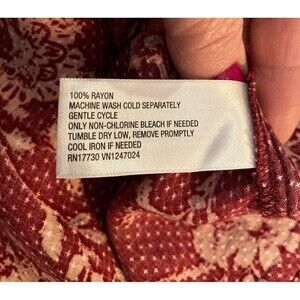 100% RAYON
MACHINE WASH COLD SEPARATELY
GENTLE CYCLE
ONLY NON-CHLORINE BLEACH IF NEEDED
TUMBLE DRY LOW, REMOVE PROMPTLY
COOL IRON IF NEEDED
RN17730 VN1247024